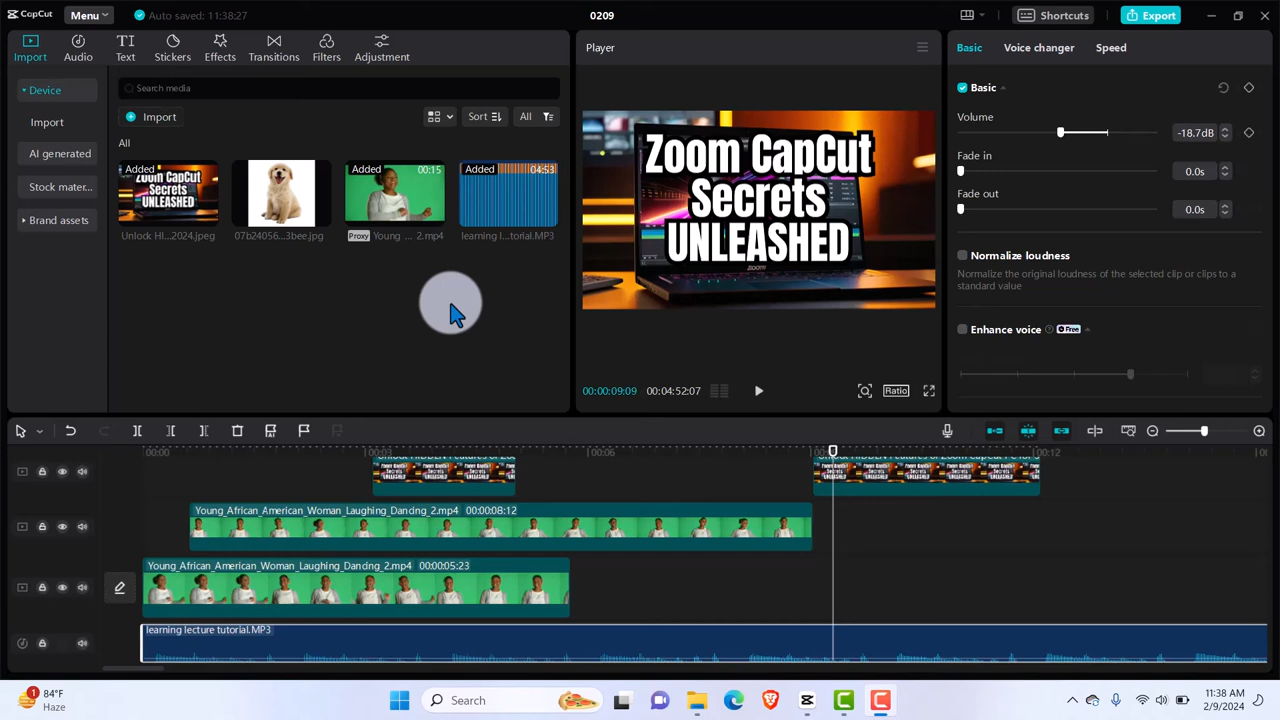 CapCut
Menu
Auto saved: 11:38:27
0209
Shortcuts
Export
Import
Audio
Text
Stickers
Effects
Transitions
Filters
Adjustment
Device
Import
AI generated
Stock mater...
Brand assets
Search media
Import
Sort
All
All
Added
Zoom CapCut
Secrets
UNLEASHED
Unlock HI...2024.jpeg
07b24056...3bee.jpg
Added 00:15
Proxy Young ... 2.mp4
Added 04:53
learning l...torial.MP3
Player
Zoom CapCut
Secrets
UNLEASHED
ZOOM
00:00:09:09 00:04:52:07
Ratio
Basic
Voice changer
Speed
Basic
Volume
-18.7dB
Fade in
0.0s
Fade out
0.0s
Normalize loudness
Normalize the original loudness of the selected clip or clips to a
standard value
Enhance voice
Free
00:00
00:03
00:06
00:12
Young_African_American_Woman_Laughing_Dancing_2.mp4 00:00:08:12
Young_African_American_Woman_Laughing_Dancing_2.mp4 00:00:05:23
learning lecture tutorial.MP3
1
84°F
Haze
Search
11:38 AM
2/9/2024